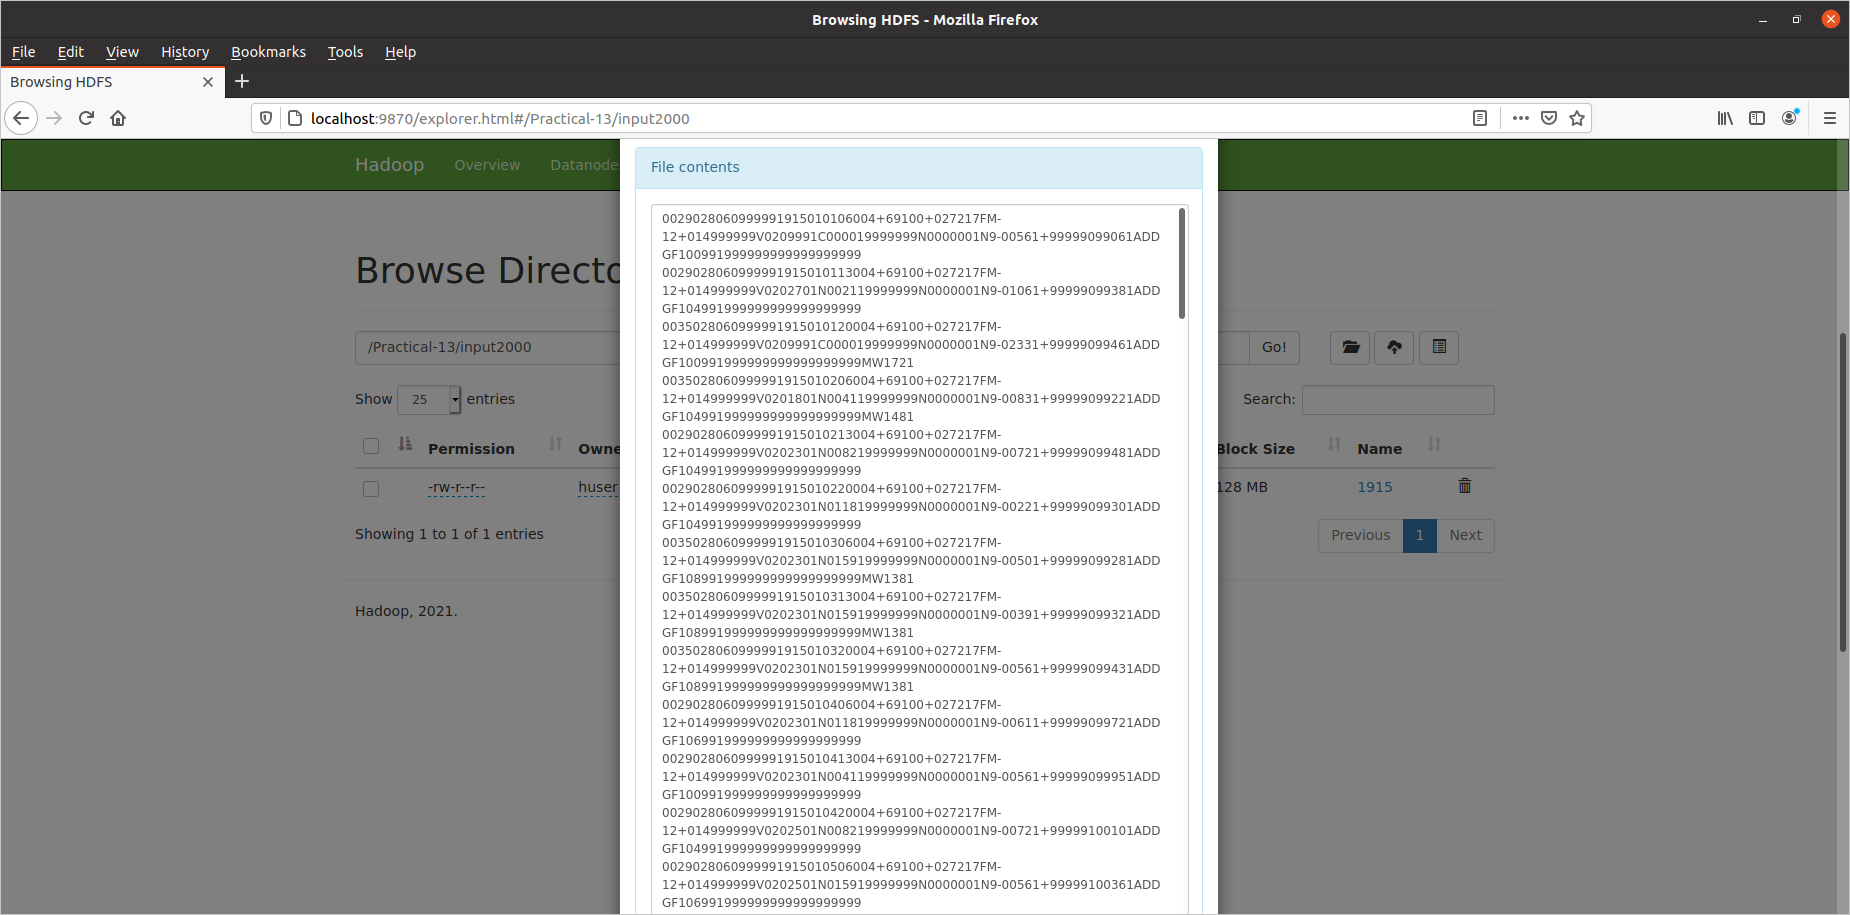 Browsing HDFS - Mozilla Firefox
File Edit View History Bookmarks Tools Help
Browsing HDFS
localhost:9870/explorer.html#/Practical-13/input2000
Hadoop Overview
File contents
0029028060999991915010106004+69100+027217FM-
12+014999999V0209991C000019999999N0000001N9-00561+99999099061ADD
GF100991999999999999999999
0029028060999991915010113004+69100+027217FM-
12+014999999V0202701N002119999999N0000001N9-01061+99999099381ADD
GF104991999999999999999999
0035028060999991915010120004+69100+027217FM-
12+014999999V0209991C000019999999N0000001N9-02331+99999099461ADD
GF100991999999999999999999MW1721
0035028060999991915010206004+69100+027217FM-
12+014999999V0201801N004119999999N0000001N9-00831+99999099221ADD
GF104991999999999999999999MW1481
0029028060999991915010213004+69100+027217FM-
12+014999999V0202301N008219999999N0000001N9-00721+99999099481ADD
GF104991999999999999999999
0029028060999991915010220004+69100+027217FM-
12+014999999V0202301N011819999999N0000001N9-00221+99999099301ADD
GF104991999999999999999999
0035028060999991915010306004+69100+027217FM-
12+014999999V0202301N015919999999N0000001N9-00501+99999099281ADD
GF108991999999999999999999MW1381
0035028060999991915010313004+69100+027217FM-
12+014999999V0202301N015919999999N0000001N9-00391+99999099321ADD
GF108991999999999999999999MW1381
0035028060999991915010320004+69100+027217FM-
12+014999999V0202301N015919999999N0000001N9-00561+99999099431ADD
GF108991999999999999999999MW1381
0029028060999991915010406004+69100+027217FM-
12+014999999V0202301N011819999999N0000001N9-00611+99999099721ADD
GF106991999999999999999999
0029028060999991915010413004+69100+027217FM-
12+014999999V0202301N004119999999N0000001N9-00561+99999099951ADD
GF100991999999999999999999
0029028060999991915010420004+69100+027217FM-
12+014999999V0202501N008219999999N0000001N9-00721+99999100101ADD
GF104991999999999999999999
0029028060999991915010506004+69100+027217FM-
12+014999999V0202501N015919999999N0000001N9-00561+99999100361ADD
GF106991999999999999999999
Browse
/Practical-13/input2000 Go!
Show 25 entries Search:
Permission Block Size Name
-rw-r--r-- huser 128 MB 1915
Showing 1 to 1 of 1 entries Previous 1 Next
Hadoop, 2021.